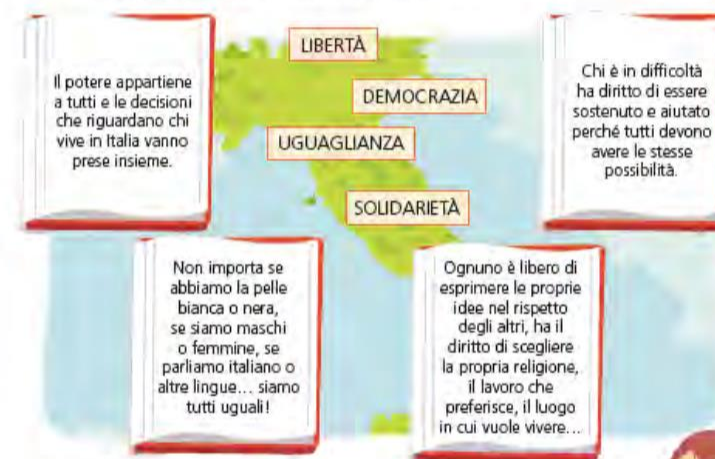 Il potere appartiene
a tutti e le decisioni
che riguardano chi
vive in Italia vanno
prese insieme.
LIBERTÀ
DEMOCRAZIA
UGUAGLIANZA
SOLIDARIETÀ
Chi è in difficoltà
ha diritto di essere
sostenuto e aiutato
perché tutti devono
avere le stesse
possibilità.
Non importa se
abbiamo la pelle
bianca o nera,
se siamo maschi
o femmine, se
parliamo italiano o
altre lingue... siamo
tutti uguali!
Ognuno è libero di
esprimere le proprie
idee nel rispetto
degli altri, ha il
diritto di scegliere
la propria religione,
il lavoro che
preferisce, il luogo
in cui vuole vivere...